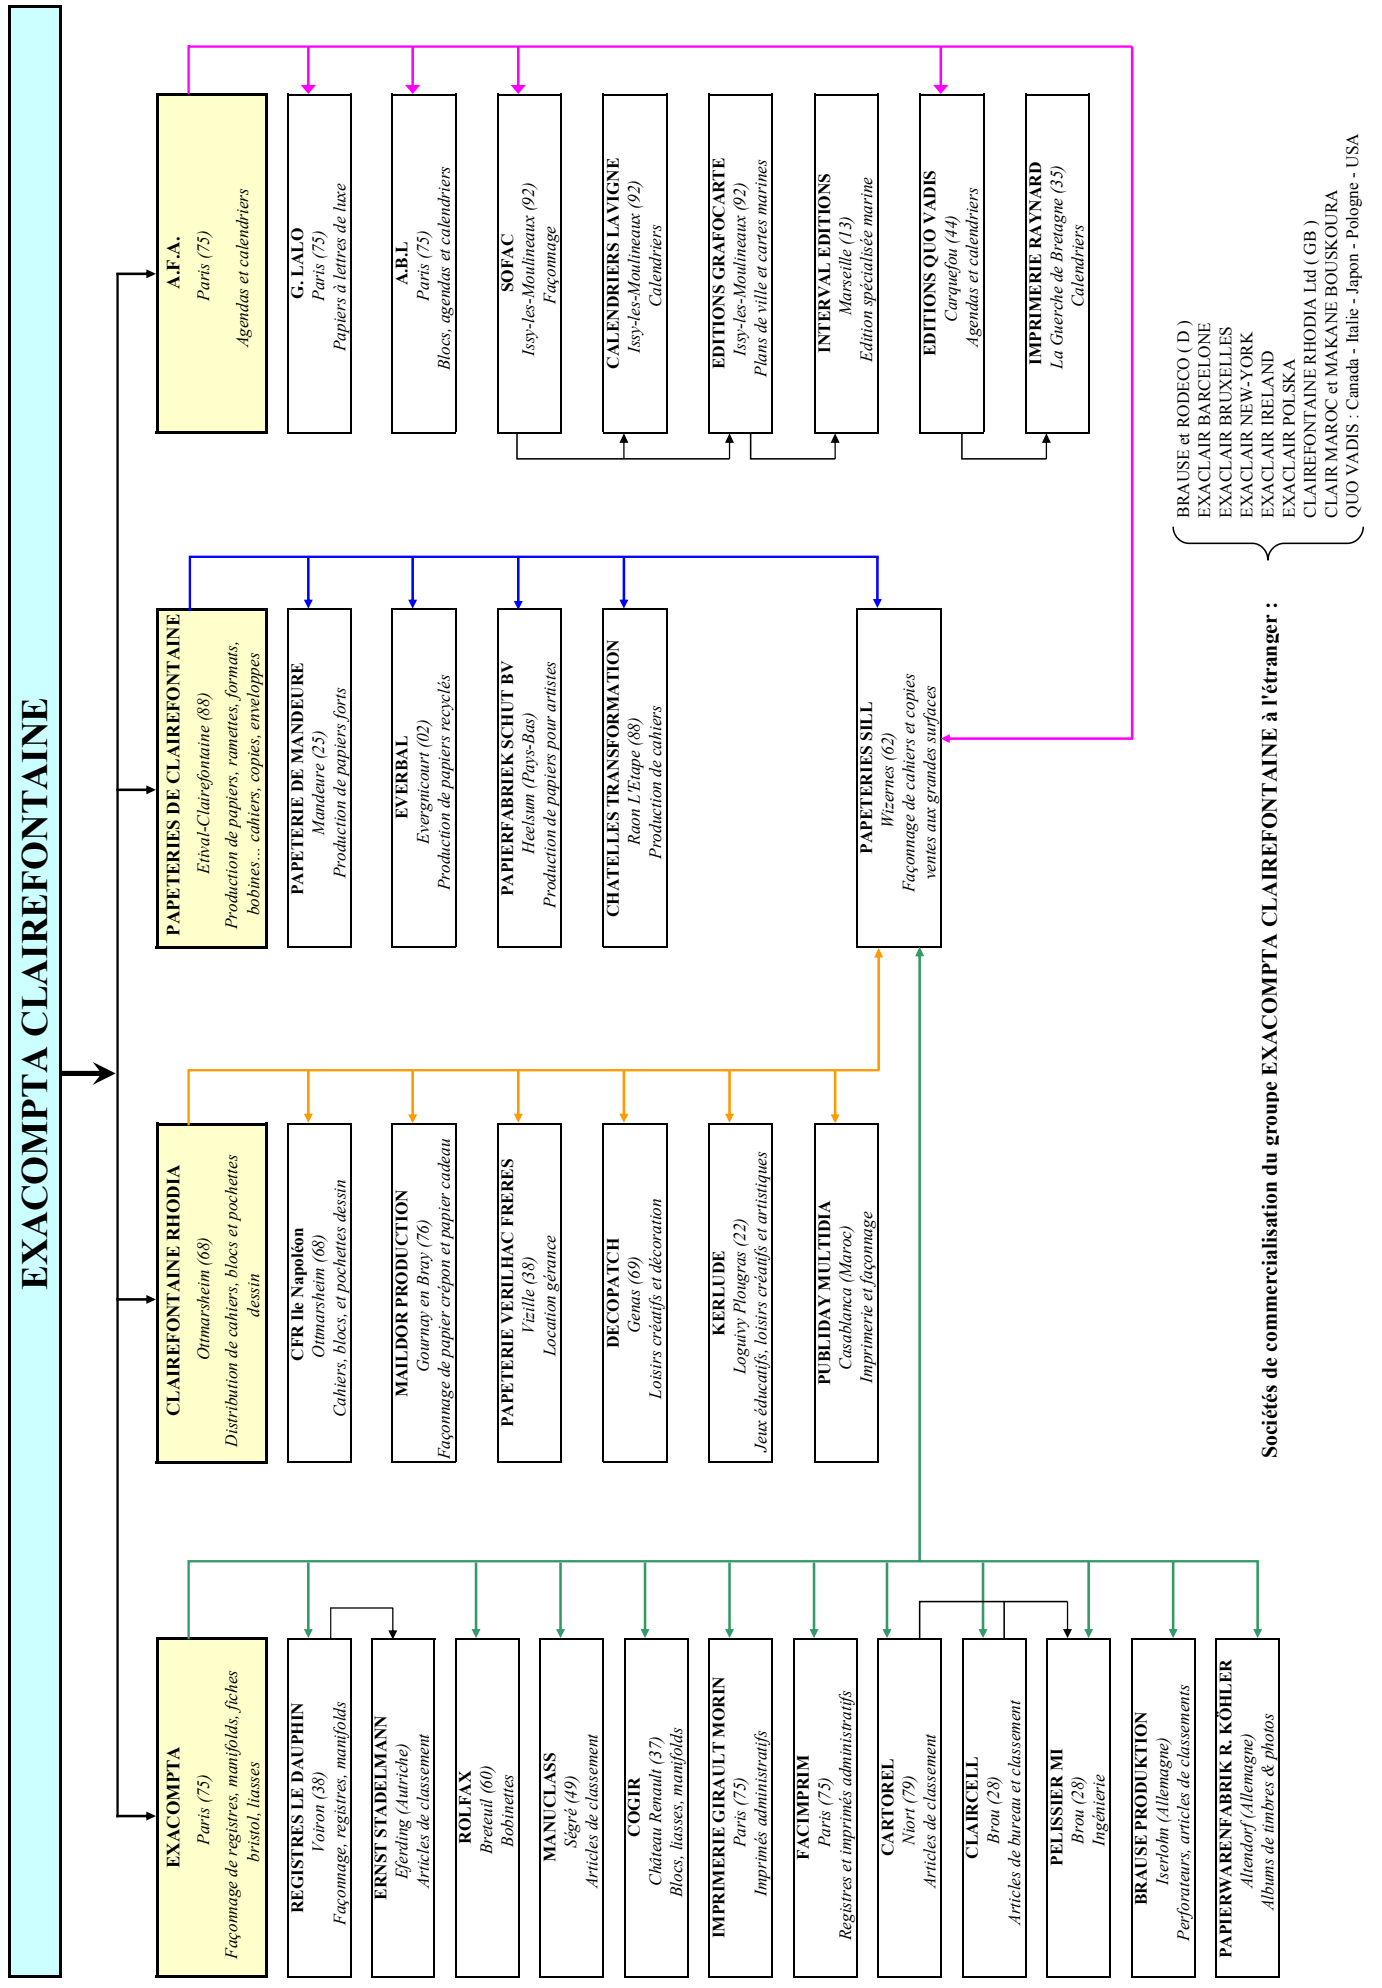 EXACOMPTA CLAIREFONTAINE
EXACOMPTA
Paris (75)
Façonnage de registres, manifolds, fiches
bristol, liasses
REGISTRES LE DAUPHIN
Voiron (38)
Façonnage, registres, manifolds
ERNST STADELMANN
Eferding (Autriche)
Articles de classement
ROLFAX
Breteuil (60)
Bobinettes
MANUCLASS
Ségré (49)
Articles de classement
COGIR
Château Renault (37)
Blocs, liasses, manifolds
IMPRIMERIE GIRAULT MORIN
Paris (75)
Imprimés administratifs
FACIMPRIM
Paris (75)
Registres et imprimés administratifs
CARTOREL
Niort (79)
Articles de classement
CLAIRCELL
Brou (28)
Articles de bureau et classement
PELISSIER MI
Brou (28)
Ingénierie
BRAUSE PRODUKTION
Iserlohn (Allemagne)
Perforateurs, articles de classements
PAPIERWARENFABRIK R. KÖHLER
Altendorf (Allemagne)
Albums de timbres & photos
CLAIREFONTAINE RHODIA
Ottmarsheim (68)
Distribution de cahiers, blocs et pochettes
dessin
CFR Ile Napoléon
Ottmarsheim (68)
Cahiers, blocs, et pochettes dessin
MAILDOR PRODUCTION
Gournay en Bray (76)
Façonnage de papier crépon et papier cadeau
PAPETERIE VERILHAC FRERES
Vizille (38)
Location gérance
DECOPATCH
Genas (69)
Loisirs créatifs et décoration
KERLUDE
Loguivy Plougras (22)
Jeux éducatifs, loisirs créatifs et artistiques
PUBLIDAY MULTIDIA
Casablanca (Maroc)
Imprimerie et façonnage
PAPETERIES DE CLAIREFONTAINE
Etival-Clairefontaine (88)
Production de papiers, ramettes, formats,
bobines… cahiers, copies, enveloppes
PAPETERIE DE MANDEURE
Mandeure (25)
Production de papiers forts
EVERBAL
Evergnicourt (02)
Production de papiers recyclés
PAPIERFABRIEK SCHUT BV
Heelsum (Pays-Bas)
Production de papiers pour artistes
CHATELLES TRANSFORMATION
Raon L'Etape (88)
Production de cahiers
PAPETERIES SILL
Wizernes (62)
Façonnage de cahiers et copies
ventes aux grandes surfaces
A.F.A.
Paris (75)
Agendas et calendriers
G. LALO
Paris (75)
Papiers à lettres de luxe
A.B.L
Paris (75)
Blocs, agendas et calendriers
SOFAC
Issy-les-Moulineaux (92)
Façonnage
CALENDRIERS LAVIGNE
Issy-les-Moulineaux (92)
Calendriers
EDITIONS GRAFOCARTE
Issy-les-Moulineaux (92)
Plans de ville et cartes marines
INTERVAL EDITIONS
Marseille (13)
Edition spécialisée marine
EDITIONS QUO VADIS
Carquefou (44)
Agendas et calendriers
IMPRIMERIE RAYNARD
La Guerche de Bretagne (35)
Calendriers
Sociétés de commercialisation du groupe EXACOMPTA CLAIREFONTAINE à l'étranger :
BRAUSE et RODECO ( D )
EXACLAIR BARCELONE
EXACLAIR BRUXELLES
EXACLAIR NEW-YORK
EXACLAIR IRELAND
EXACLAIR POLSKA
CLAIREFONTAINE RHODIA Ltd ( GB )
CLAIR MAROC et MAKANE BOUSKOURA
QUO VADIS : Canada - Italie - Japon - Pologne - USA